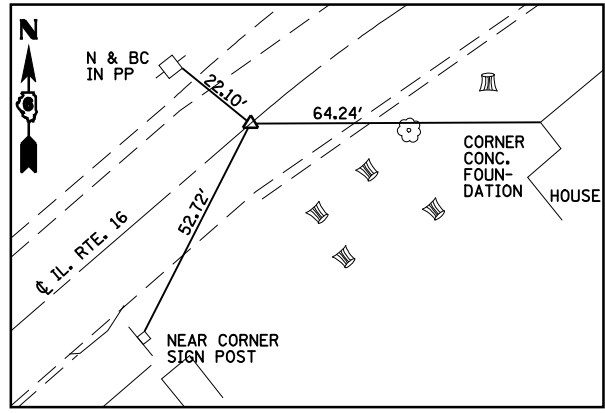 N
N & BC
IN PP
22.10'
64.24'
CORNER
CONC.
FOUN-
DATION
HOUSE
52.72'
℄ IL. RTE. 16
NEAR CORNER
SIGN POST